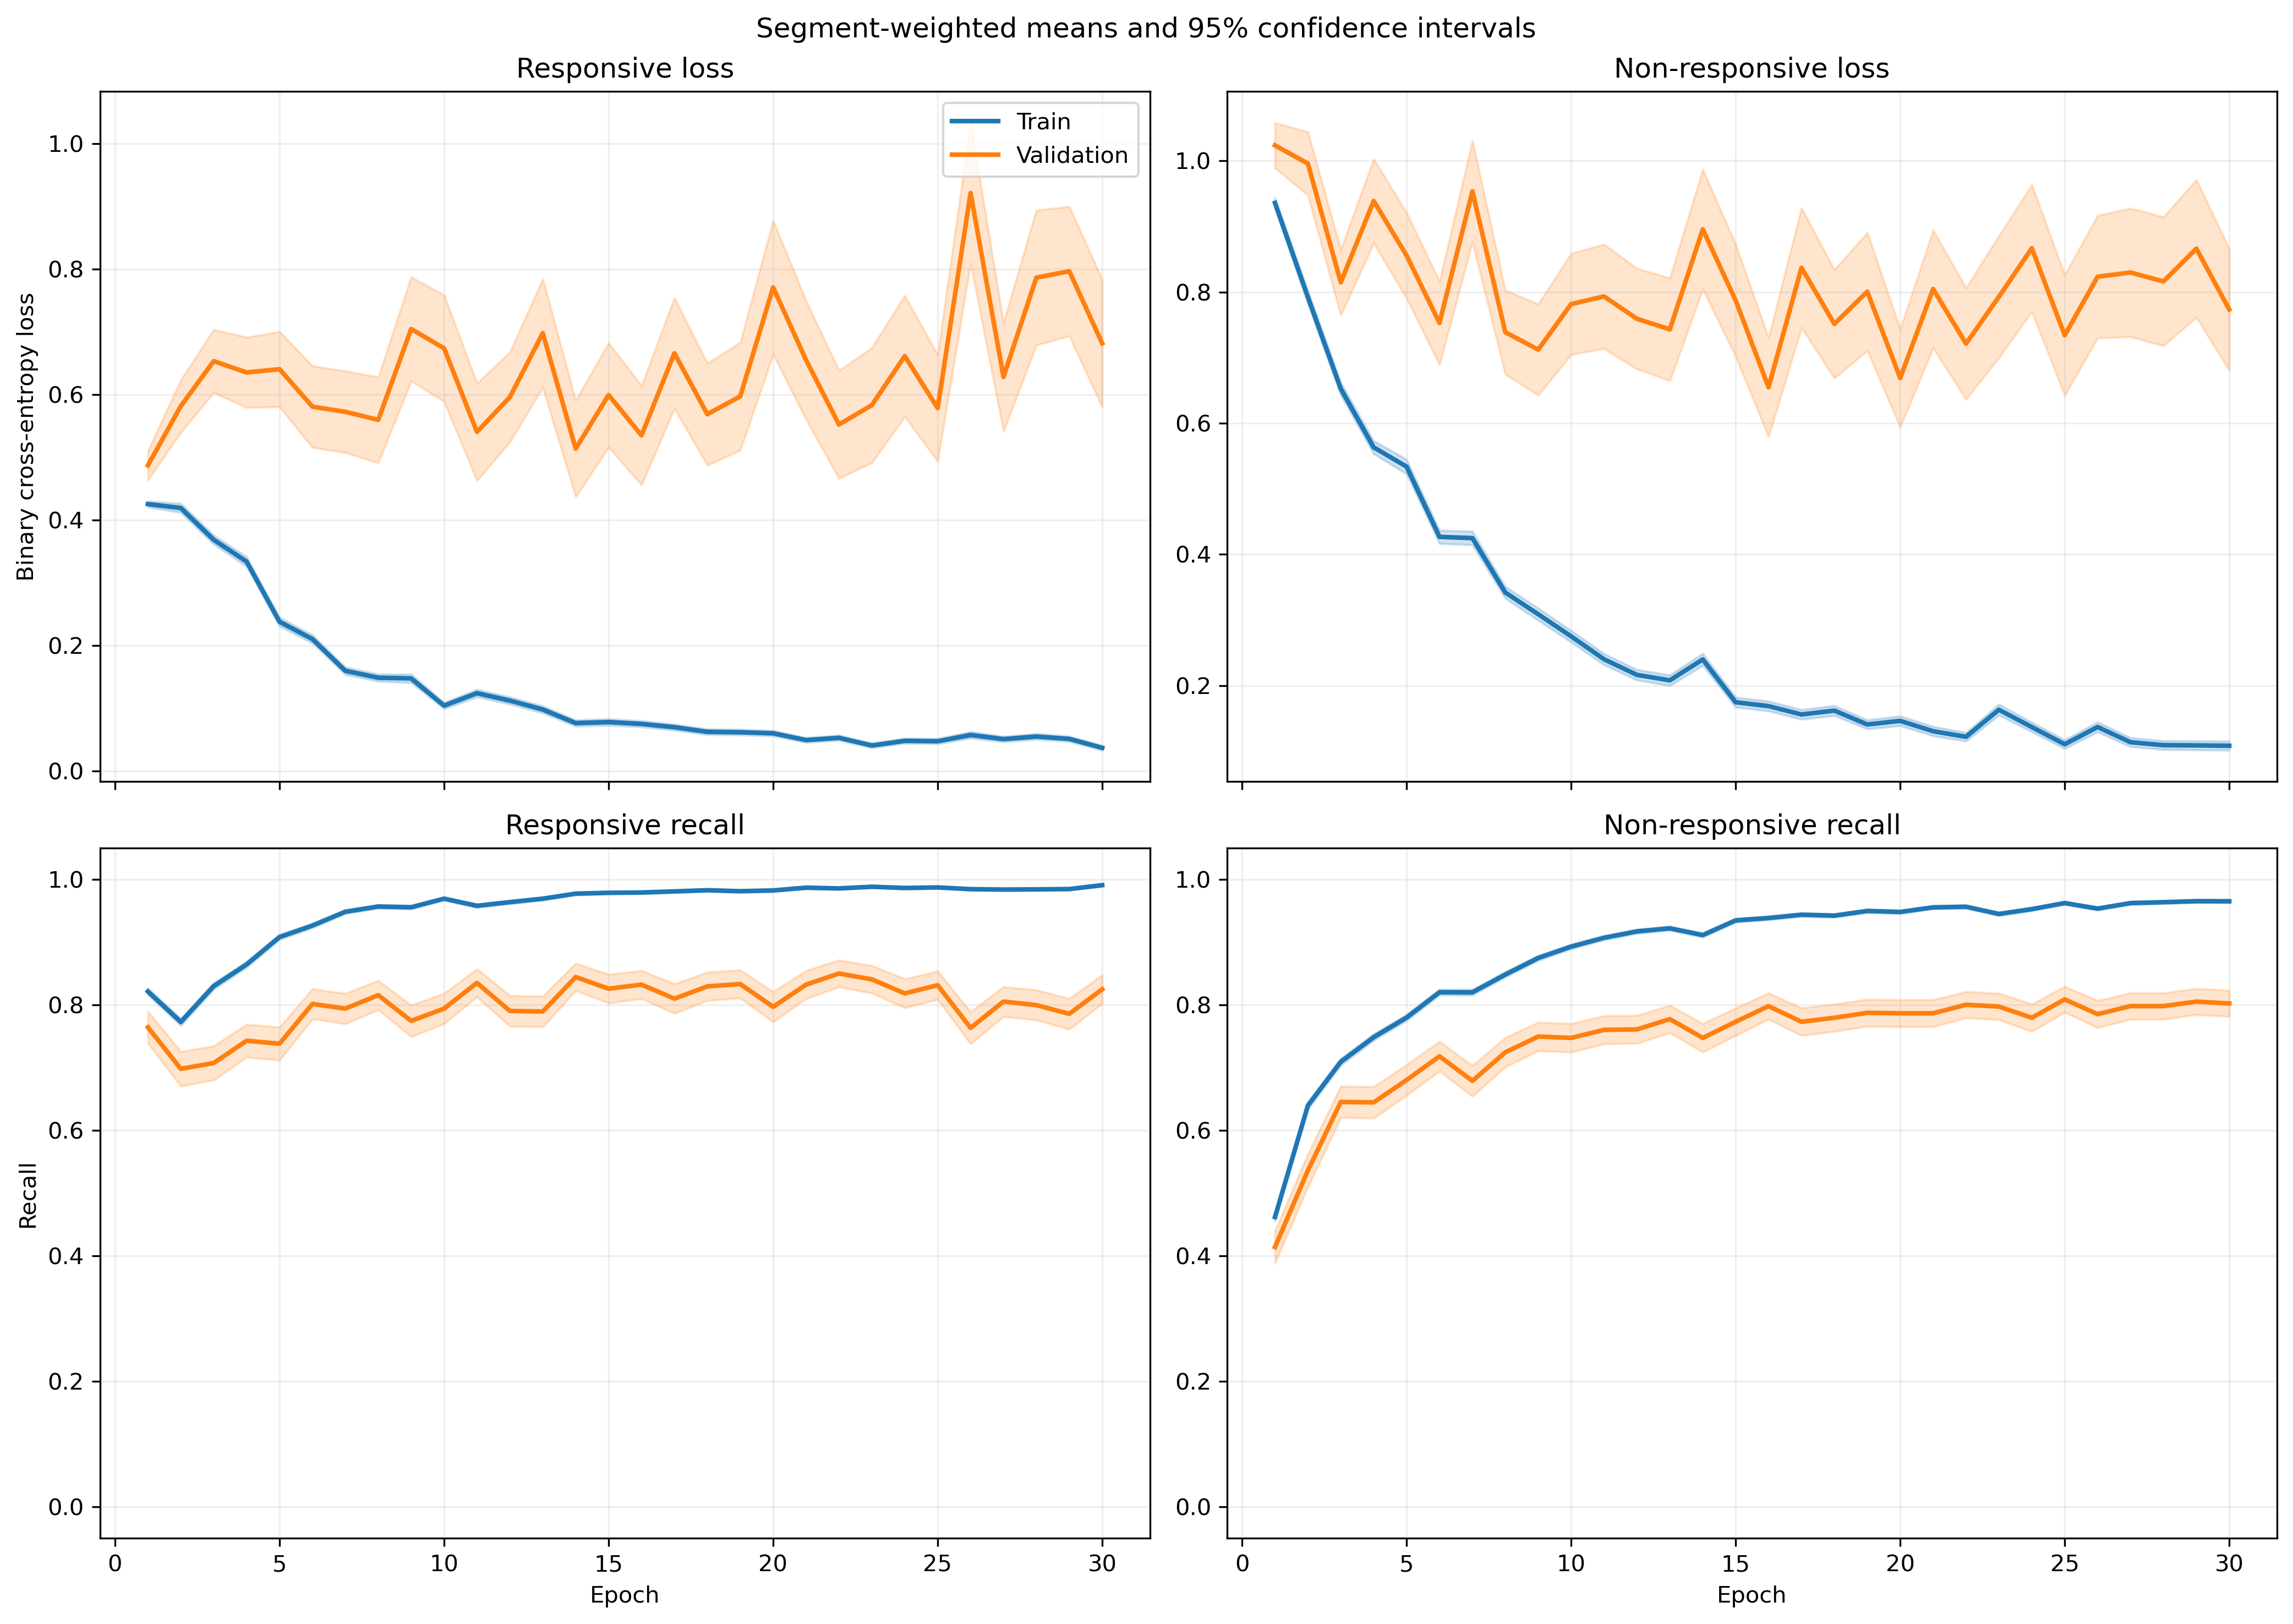 Segment-weighted means and 95% confidence intervals
Responsive loss
Non-responsive loss
Train
Validation
1.0
0.8
0.6
0.4
0.2
0.0
Binary cross-entropy loss
1.0
0.8
0.6
0.4
0.2
Responsive recall
Non-responsive recall
1.0
0.8
0.6
0.4
0.2
0.0
Recall
0 5 10 15 20 25 30
Epoch
1.0
0.8
0.6
0.4
0.2
0.0
0 5 10 15 20 25 30
Epoch